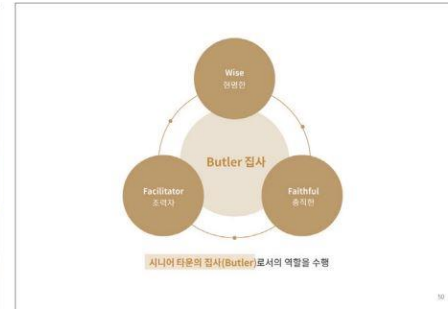 Wise
현명한
Butler 집사
Facilitator
조력자
Faithful
충직한
시니어 타운의 집사(Butler)로서의 역할을 수행
50